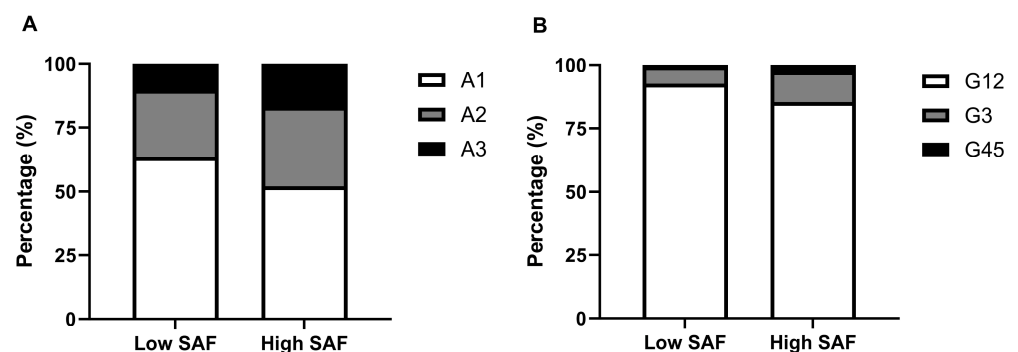 A
Percentage (%)
100
75
50
25
0
Low SAF
High SAF
A1
A2
A3
B
Percentage (%)
100
75
50
25
0
Low SAF
High SAF
G12
G3
G45